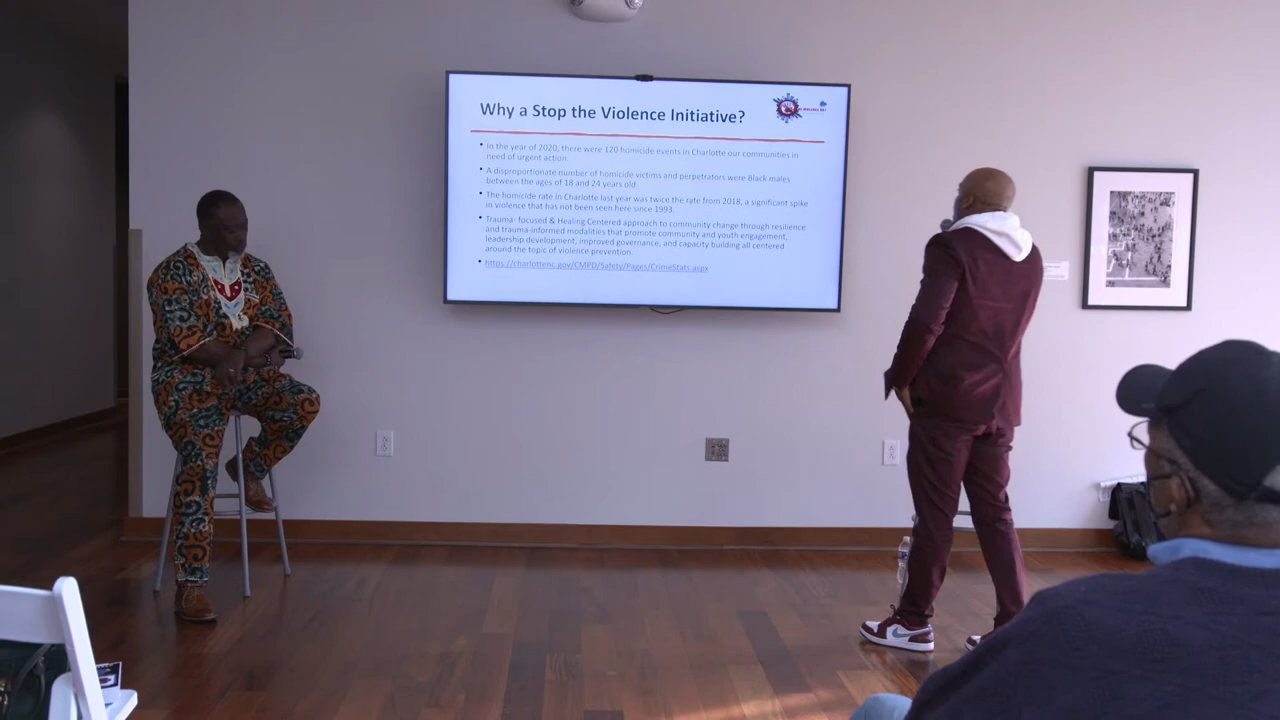 Why a Stop the Violence Initiative?
• In the year of 2020, there were 120 homicide events in Charlotte our communities in
need of urgent action.
• A disproportionate number of homicide victims and perpetrators were Black males
between the ages of 18 and 24 years old.
• The homicide rate in Charlotte last year was twice the rate from 2018, a significant spike
in violence that has not been seen here since 1993.
• Trauma- focused & Healing Centered approach to community change through resilience
and trauma-informed modalities that promote community and youth engagement,
leadership development, improved governance, and capacity building all centered
around the topic of violence prevention.
• https://charlottenc.gov/CMPD/Safety/Pages/CrimeStats.aspx